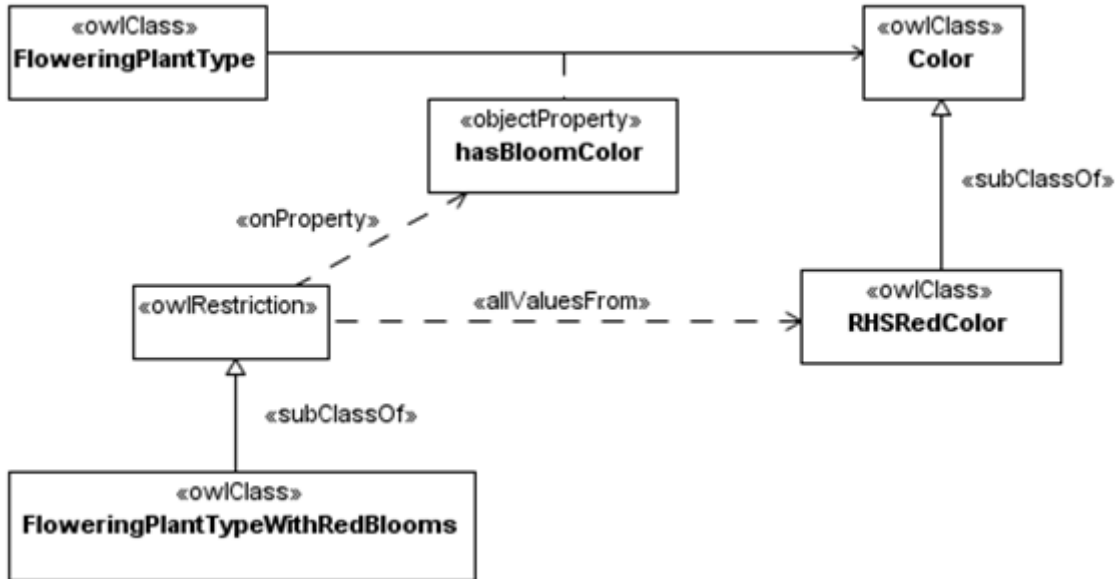 «owlClass»
FloweringPlantType
«owlClass»
Color
«objectProperty»
hasBloomColor
«subClassOf»
«onProperty»
«owlRestriction»
«allValuesFrom»
«owlClass»
RHSRedColor
«subClassOf»
«owlClass»
FloweringPlantTypeWithRedBlooms